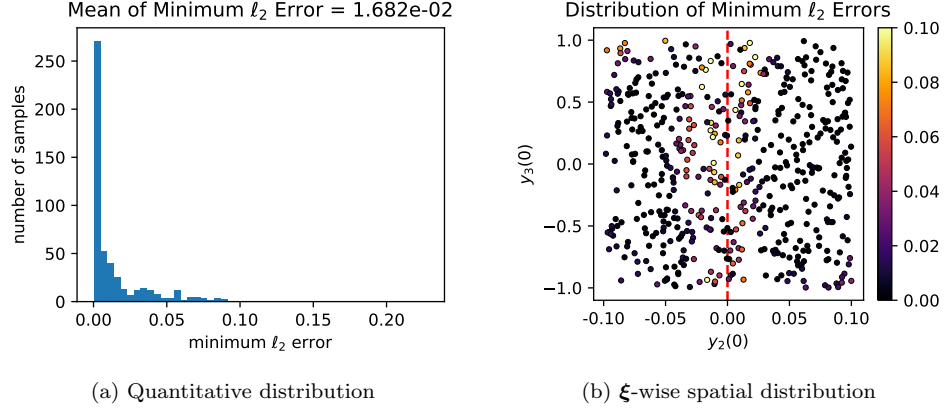 Mean of Minimum ℓ₂ Error = 1.682e-02
number of samples
250
200
150
100
50
0
0.00 0.05 0.10 0.15 0.20
minimum ℓ₂ error
(a) Quantitative distribution
Distribution of Minimum ℓ₂ Errors
y₃(0)
1.0
0.5
0.0
−0.5
−1.0
-0.10 -0.05 0.00 0.05 0.10
y₂(0)
0.10
0.08
0.06
0.04
0.02
0.00
(b) ξ-wise spatial distribution